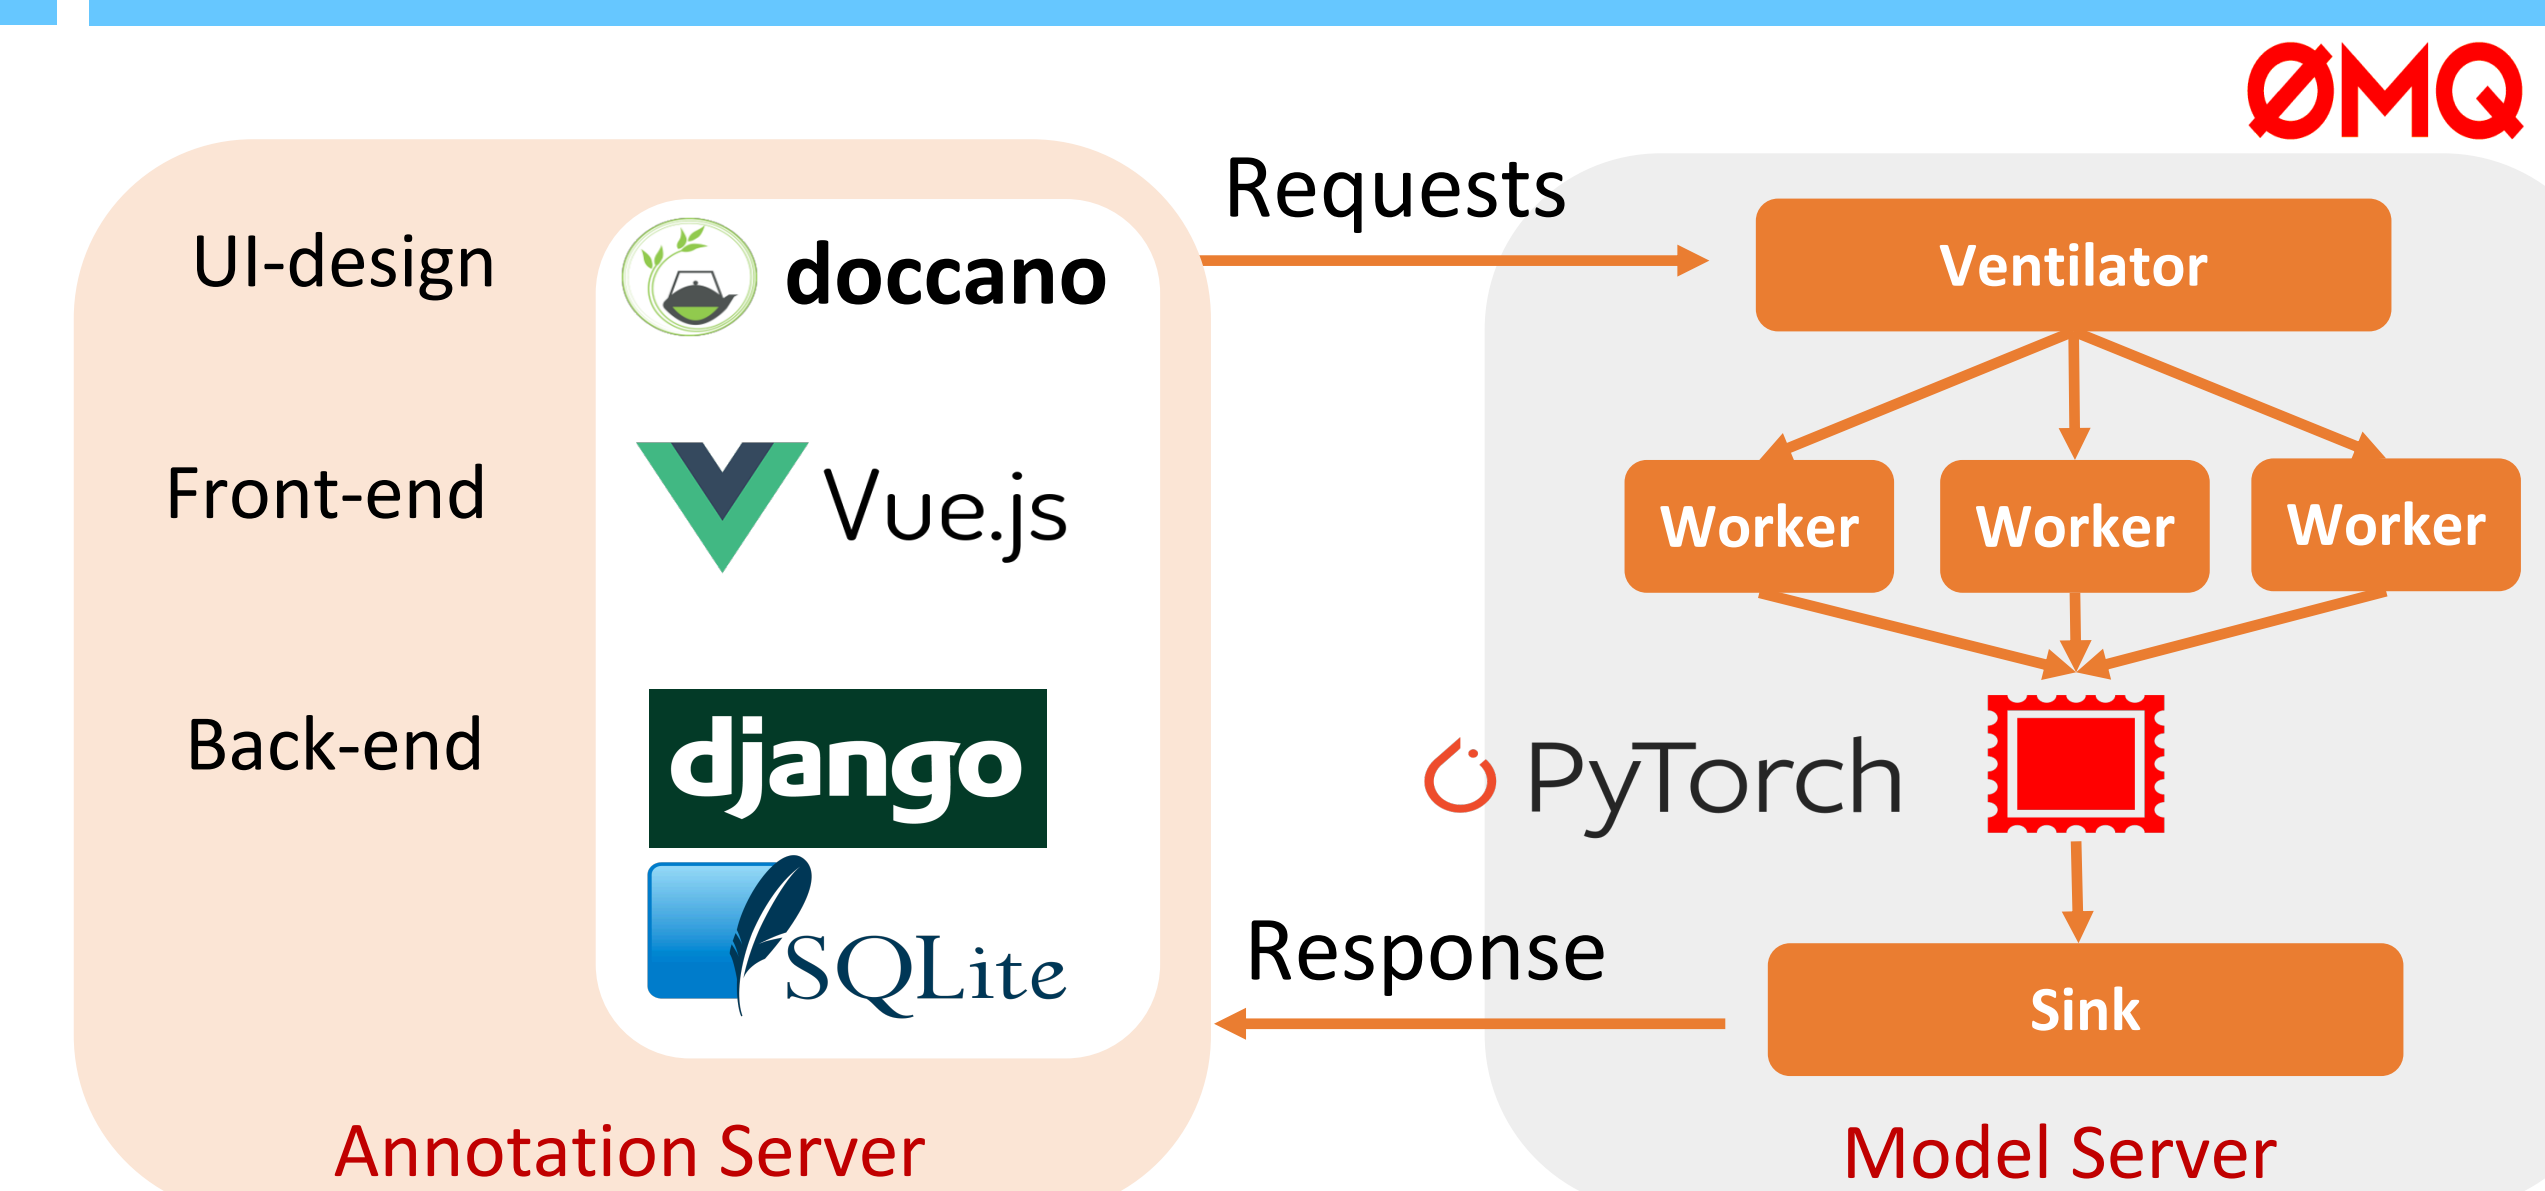 ØMQ
UI-design
doccano
Front-end
Vue.js
Back-end
django
SQLite
Annotation Server
Requests
Response
Ventilator
Worker
Worker
Worker
PyTorch
Sink
Model Server